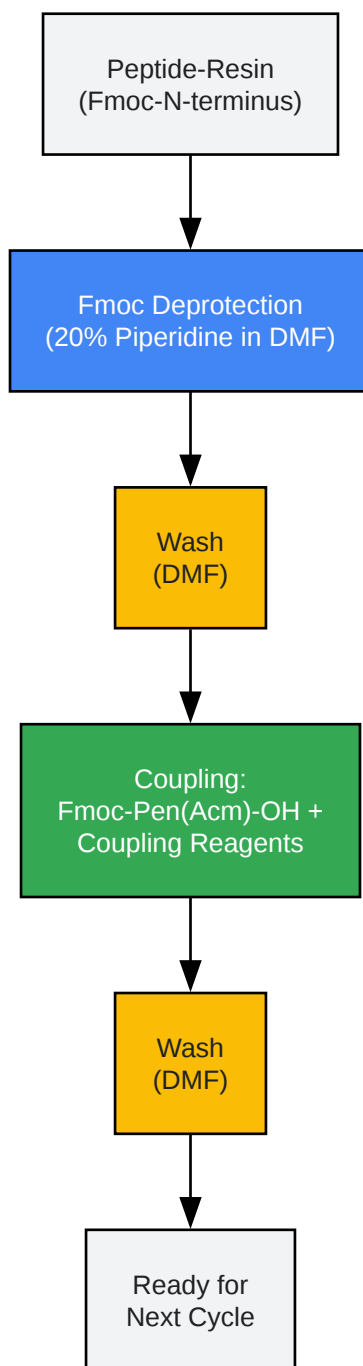 Peptide-Resin
(Fmoc-N-terminus)
Fmoc Deprotection
(20% Piperidine in DMF)
Wash
(DMF)
Coupling:
Fmoc-Pen(Acm)-OH +
Coupling Reagents
Wash
(DMF)
Ready for
Next Cycle